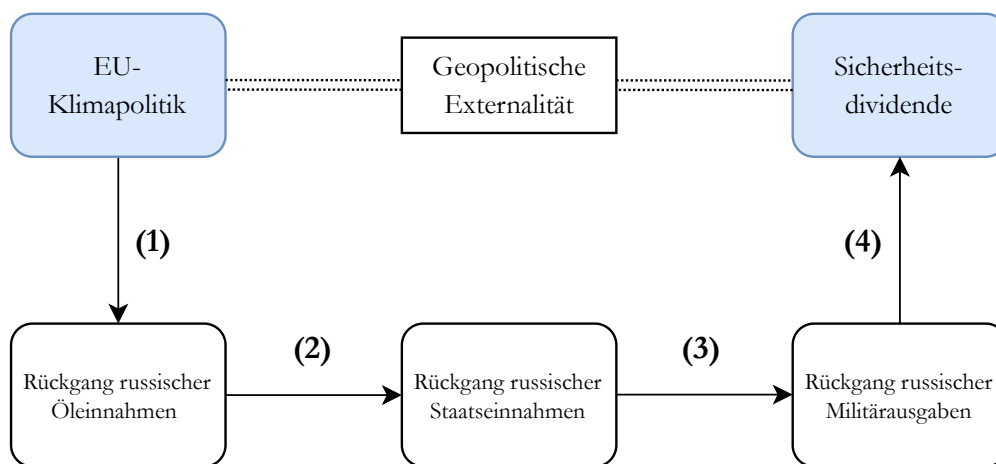 EU-
Klimapolitik
Geopolitische
Externalität
Sicherheits-
dividende
(1)
(4)
Rückgang russischer
Öleinnahmen
(2)
Rückgang russischer
Staatseinnahmen
(3)
Rückgang russischer
Militärausgaben